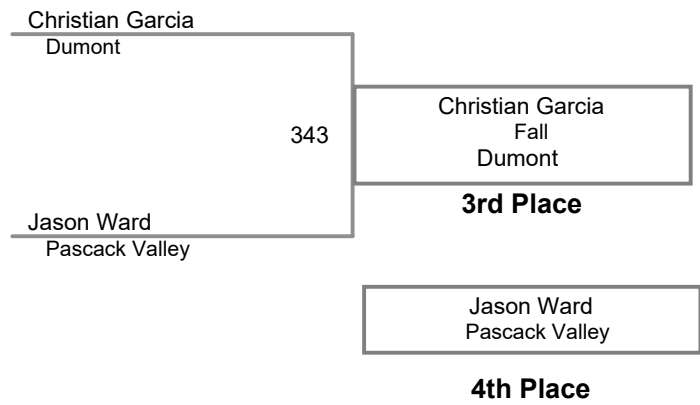 Christian Garcia
Dumont
343
Christian Garcia
Fall
Dumont
3rd Place
Jason Ward
Pascack Valley
Jason Ward
Pascack Valley
4th Place